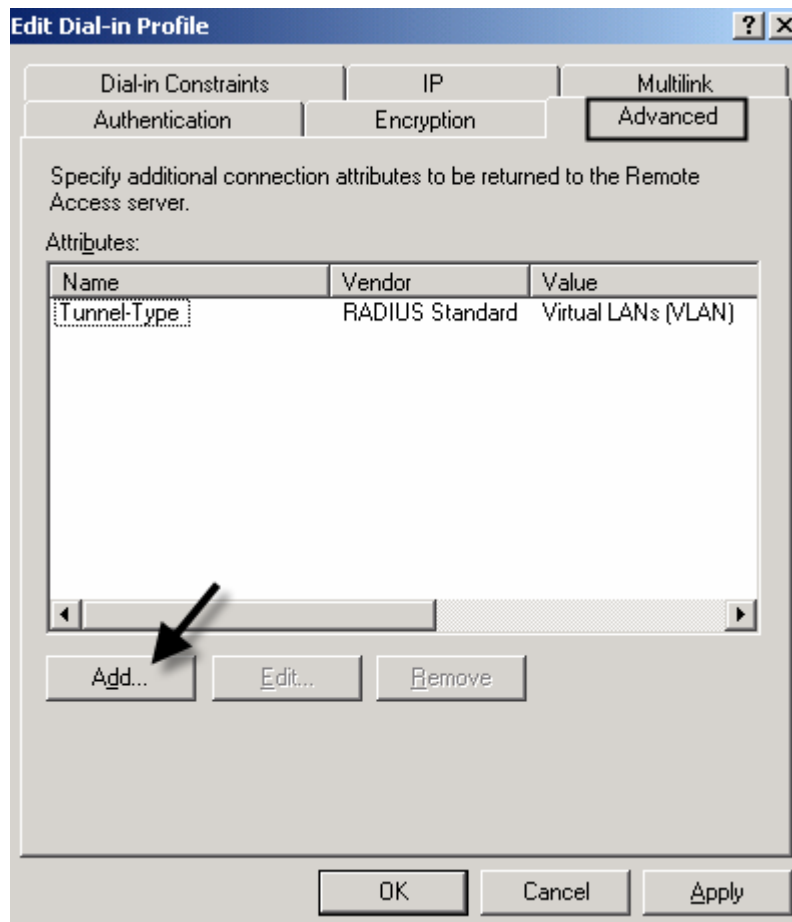 Edit Dial-in Profile
Dial-in Constraints IP Multilink
Authentication Encryption Advanced
Specify additional connection attributes to be returned to the Remote
Access server.
Attributes:
Name Vendor Value
Tunnel-Type RADIUS Standard Virtual LANs (VLAN)
Add... Edit... Remove
OK Cancel Apply